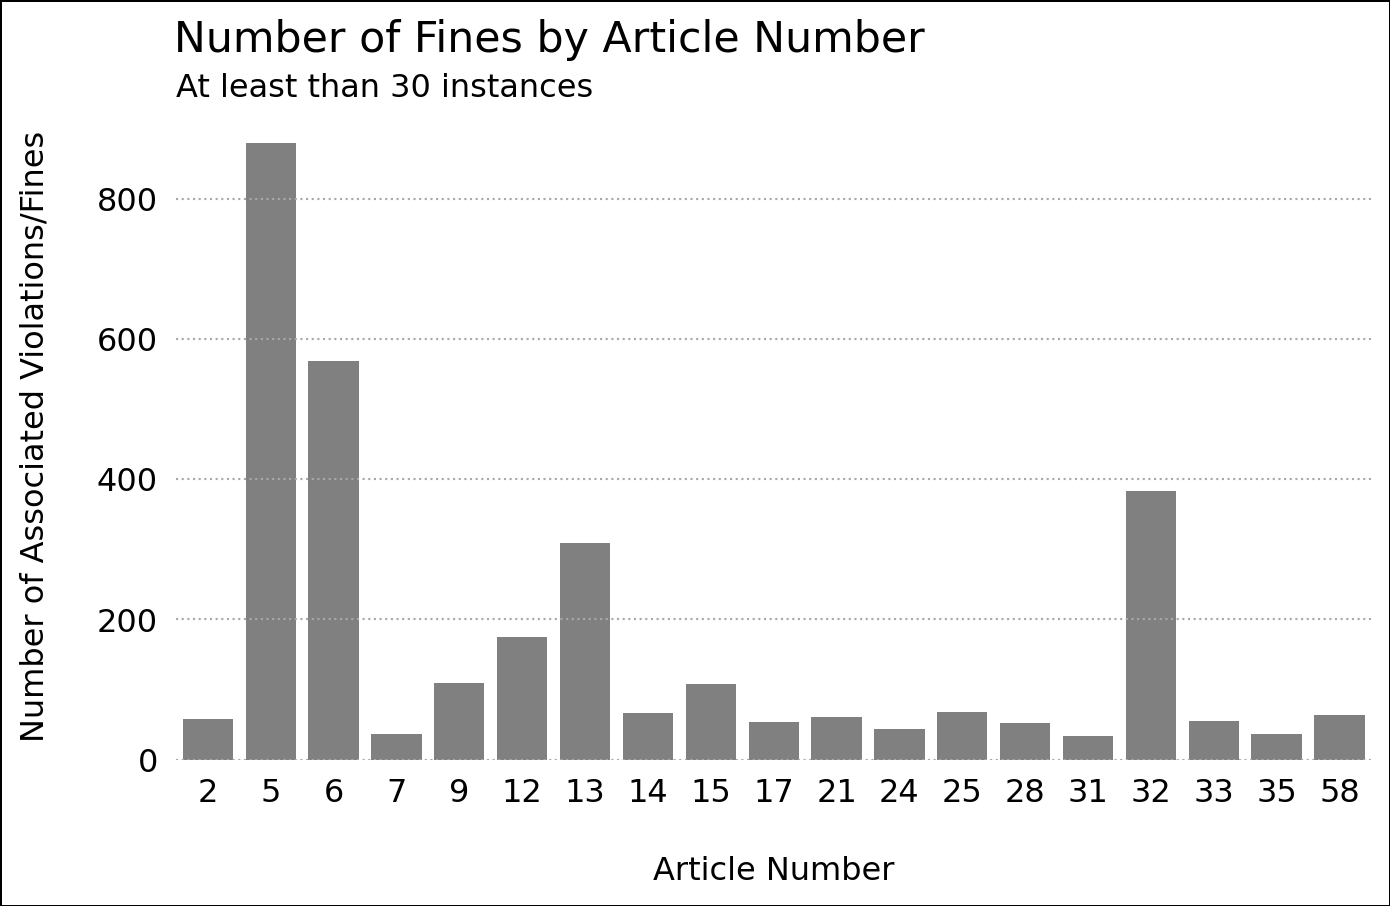 Number of Fines by Article Number
At least than 30 instances
Number of Associated Violations/Fines
800
600
400
200
0
2 5 6 7 9 12 13 14 15 17 21 24 25 28 31 32 33 35 58
Article Number